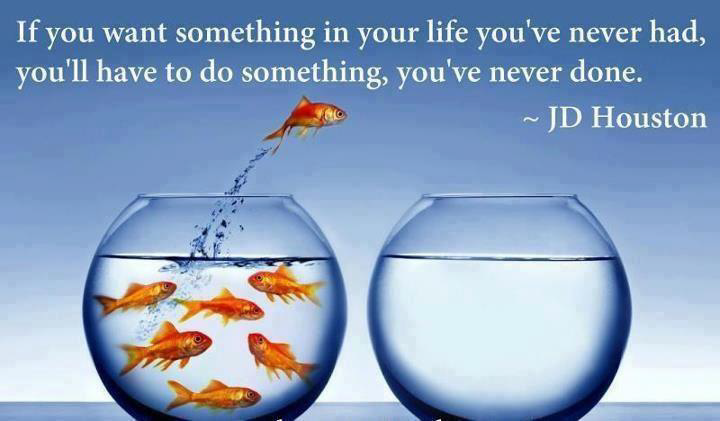 If you want something in your life you've never had,
you'll have to do something, you've never done.
~ JD Houston